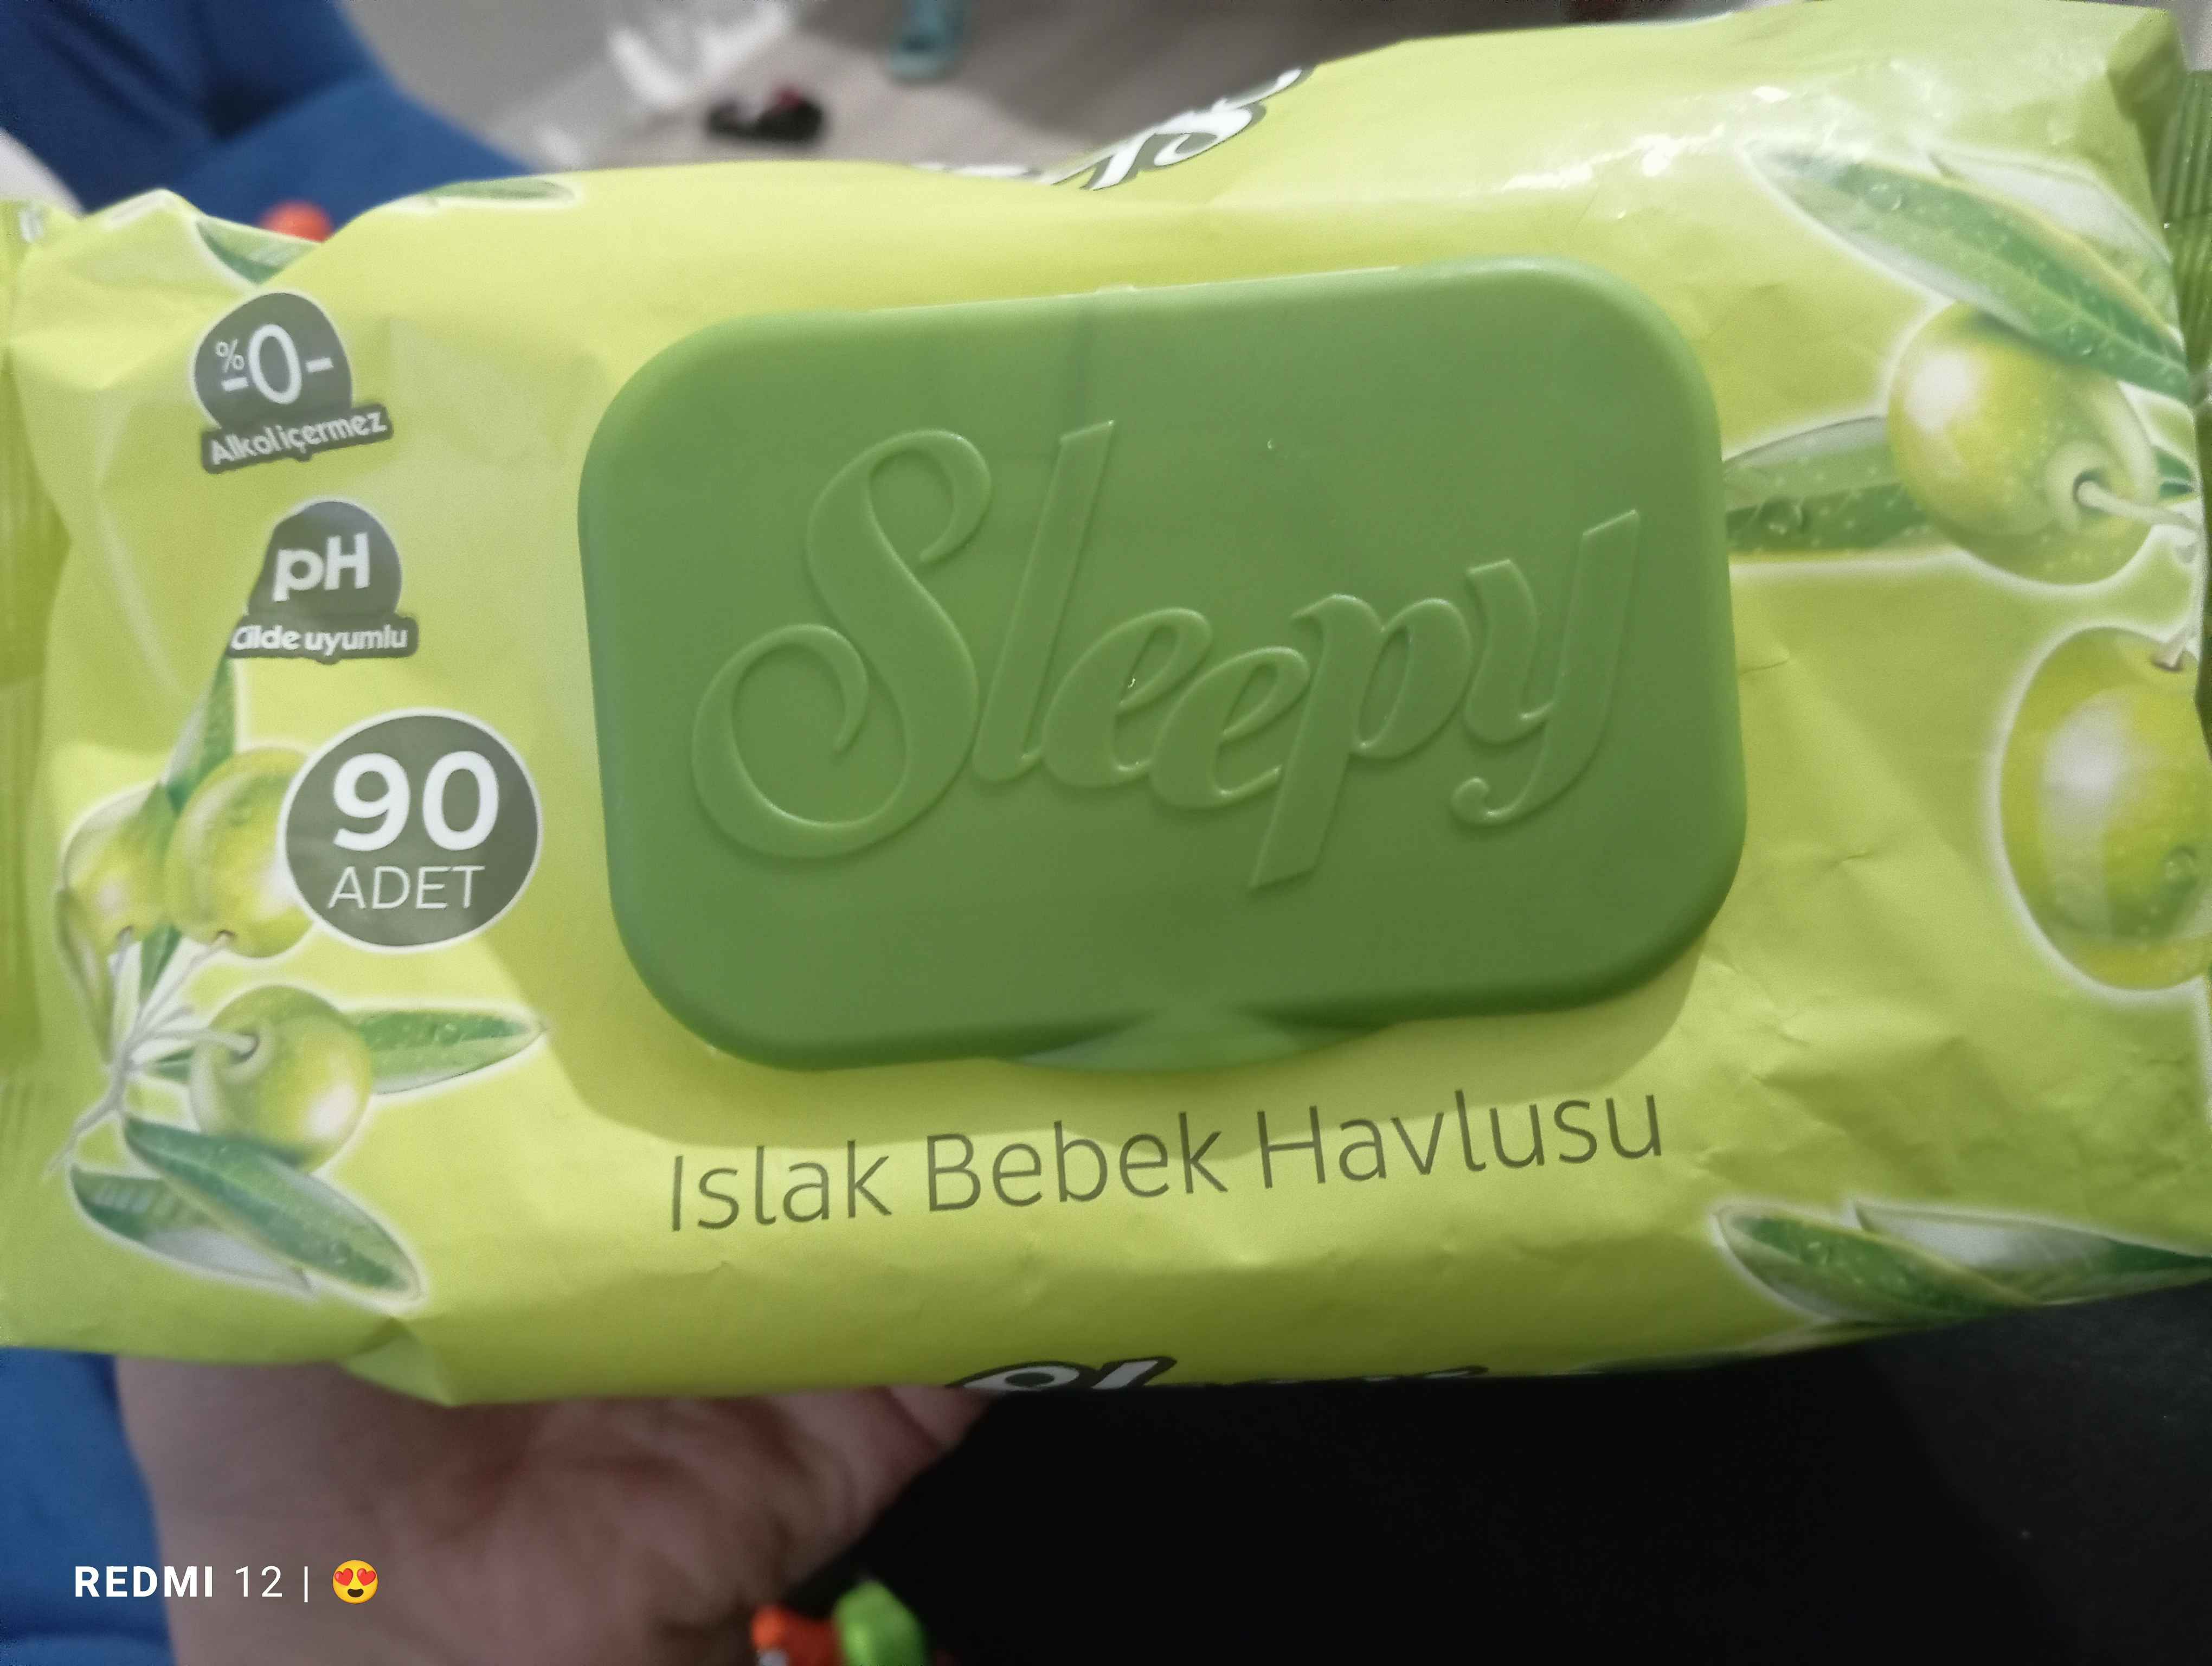 %
-0-
Alkol içermez
pH
Cilde uyumlu
90
ADET
Sleepy
Islak Bebek Havlusu
REDMI 12 | 😍